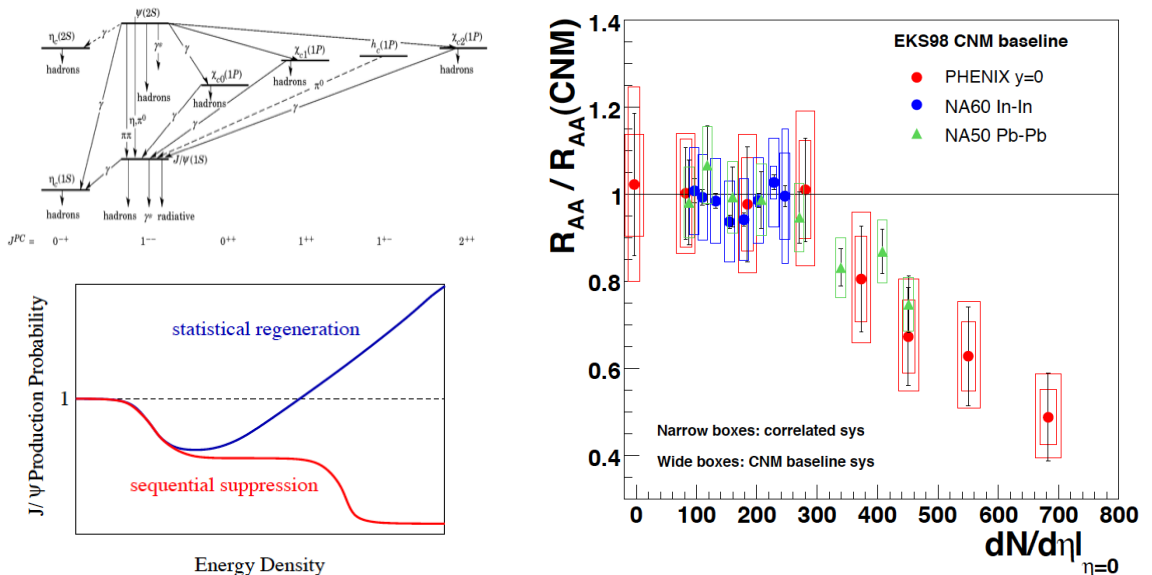 ψ(2S)
η_c(2S)
γ
γ*
γ
h_c(1P)
χ_c2(1P)
χ_c1(1P)
hadrons
hadrons
hadrons
χ_c0(1P)
hadrons
π⁰
hadrons
γ
hadrons
γ
γ
γ
η,π⁰
ππ
J/ψ(1S)
η_c(1S)
γ
hadrons
hadrons γ* radiative
J^PC = 0⁻⁺ 1⁻⁻ 0⁺⁺ 1⁺⁺ 1⁺⁻ 2⁺⁺
J/ψ Production Probability
statistical regeneration
1
sequential suppression
Energy Density
R_AA / R_AA(CNM)
1.4
1.2
1
0.8
0.6
0.4
EKS98 CNM baseline
PHENIX y=0
NA60 In-In
NA50 Pb-Pb
Narrow boxes: correlated sys
Wide boxes: CNM baseline sys
0 100 200 300 400 500 600 700 800
dN/dη|_η=0